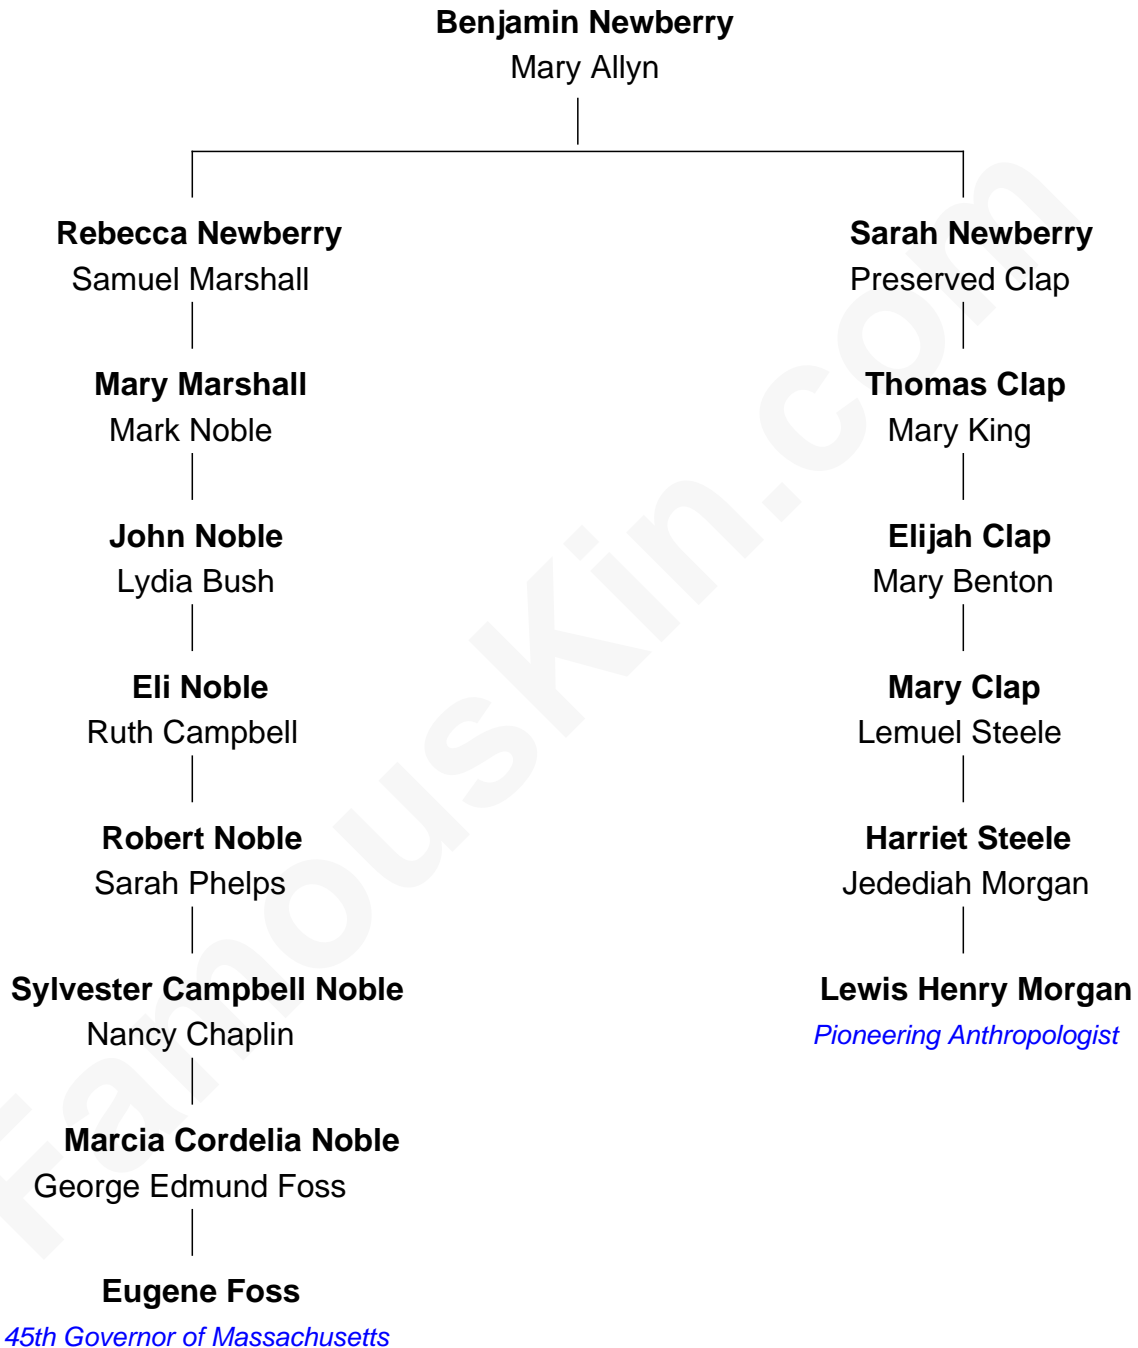 Benjamin Newberry
Mary Allyn
Rebecca Newberry
Samuel Marshall
Sarah Newberry
Preserved Clap
Mary Marshall
Mark Noble
Thomas Clap
Mary King
John Noble
Lydia Bush
Elijah Clap
Mary Benton
Eli Noble
Ruth Campbell
Mary Clap
Lemuel Steele
Robert Noble
Sarah Phelps
Harriet Steele
Jedediah Morgan
Sylvester Campbell Noble
Nancy Chaplin
Lewis Henry Morgan
Pioneering Anthropologist
Marcia Cordelia Noble
George Edmund Foss
Eugene Foss
45th Governor of Massachusetts
FamousKin.com